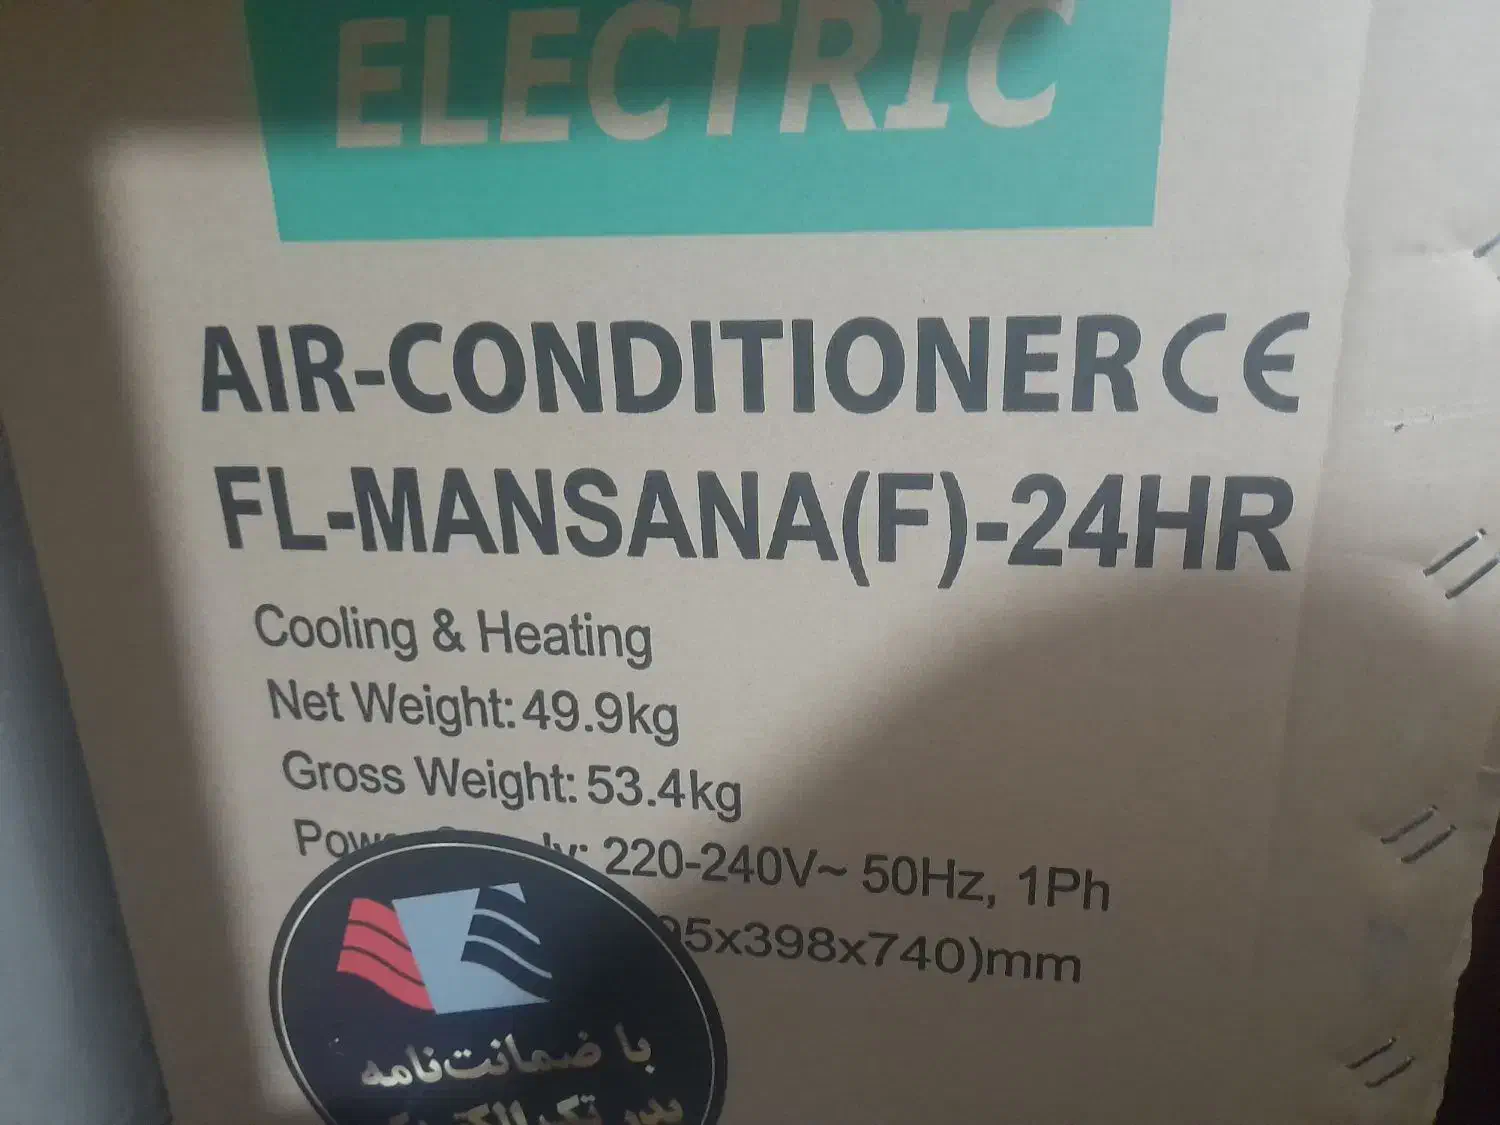 ELECTRIC
AIR-CONDITIONER CE
FL-MANSANA(F)-24HR
Cooling & Heating
Net Weight: 49.9kg
Gross Weight: 53.4kg
220-240V~ 50Hz, 1Ph
5x398x740)mm
با ضمانت‌نامه